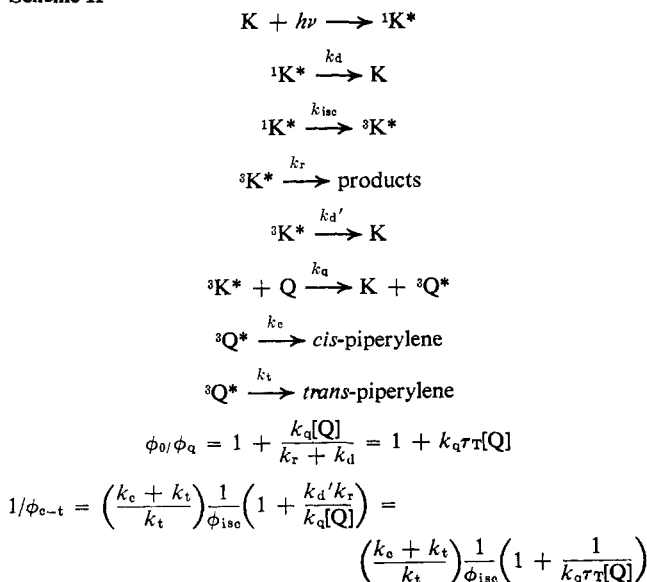 K + hν ⟶ ¹K*
¹K* —k_d→ K
¹K* —k_isc→ ³K*
³K* —k_r→ products
³K* —k_d′→ K
³K* + Q —k_q→ K + ³Q*
³Q* —k_c→ cis-piperylene
³Q* —k_t→ trans-piperylene
ϕ₀/ϕ_q = 1 + k_q[Q]/(k_r + k_d) = 1 + k_qτ_T[Q]
1/ϕ_c–t = ((k_c + k_t)/k_t) (1/ϕ_isc) (1 + k_d′k_r/k_q[Q]) =
((k_c + k_t)/k_t) (1/ϕ_isc) (1 + 1/k_qτ_T[Q])